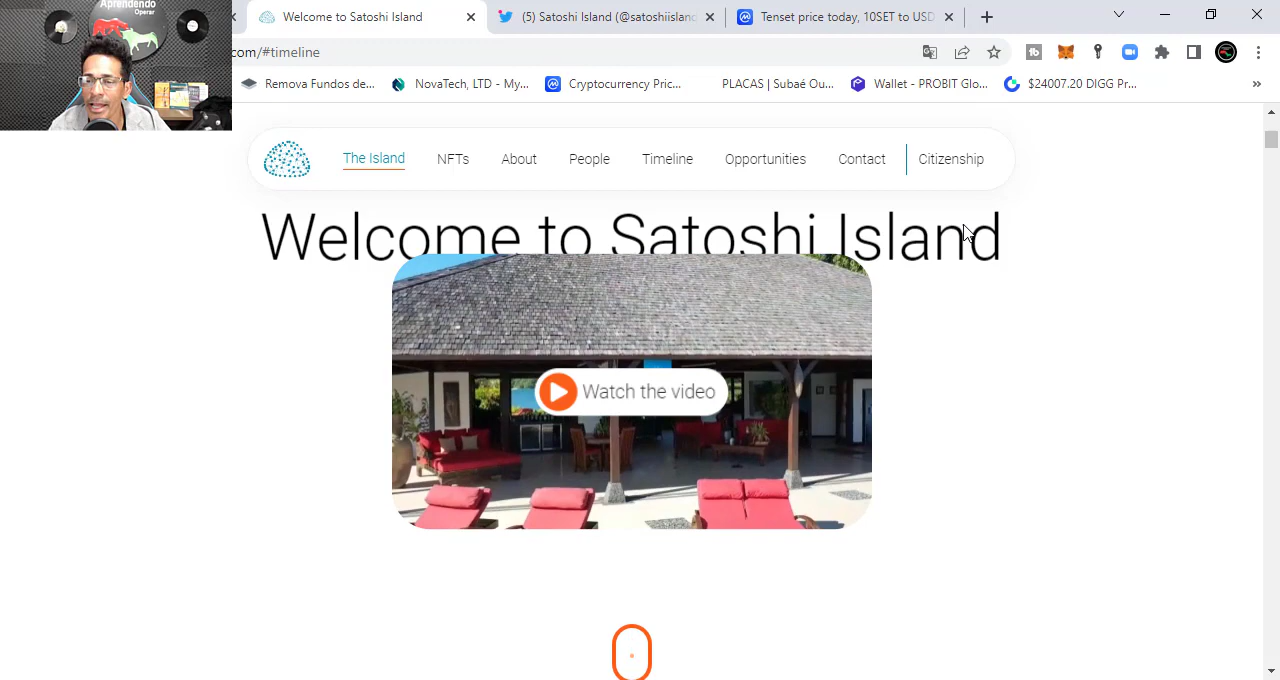 Aprendendo
Operar
Welcome to Satoshi Island
(5) Satoshi Island (@satoshiisland
Tenset price today, 10SET to USD
com/#timeline
Remova Fundos de...
NovaTech, LTD - My...
Cryptocurrency Pric...
PLACAS | Subaé Ou...
Wallet - PROBIT Glo...
$24007.20 DIGG Pr...
»
The Island
NFTs
About
People
Timeline
Opportunities
Contact
Citizenship
Welcome to Satoshi Island
Watch the video